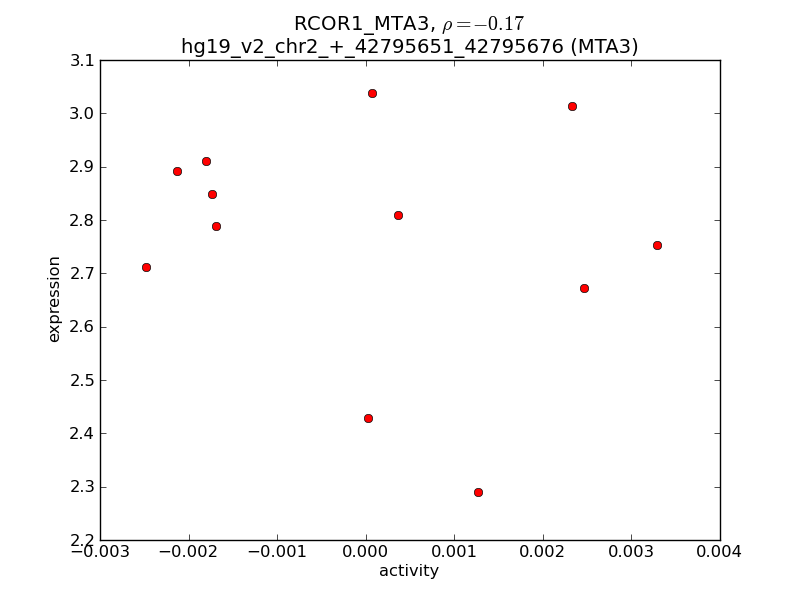 RCOR1_MTA3, ρ = −0.17
hg19_v2_chr2_+_42795651_42795676 (MTA3)
3.1
3.0
2.9
2.8
2.7
2.6
2.5
2.4
2.3
2.2
expression
−0.003 −0.002 −0.001 0.000 0.001 0.002 0.003 0.004
activity